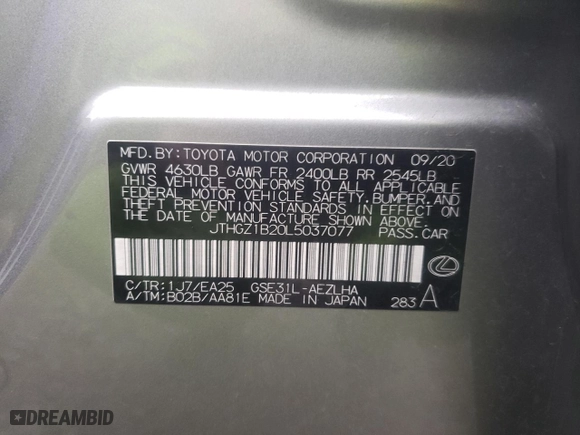 MFD.BY:TOYOTA MOTOR CORPORATION 09/20
GVWR 4630LB GAWR FR 2400LB RR 2545LB
THIS VEHICLE CONFORMS TO ALL APPLICABLE
FEDERAL MOTOR VEHICLE SAFETY,BUMPER,AND
THEFT PREVENTION STANDARDS IN EFFECT ON
THE DATE OF MANUFACTURE SHOWN ABOVE.
JTHGZ1B20L5037077 PASS.CAR
C/TR:1J7/EA25 GSE31L-AEZLHA
A/TM:B02B/AA81E MADE IN JAPAN 283 A
DREAMBID